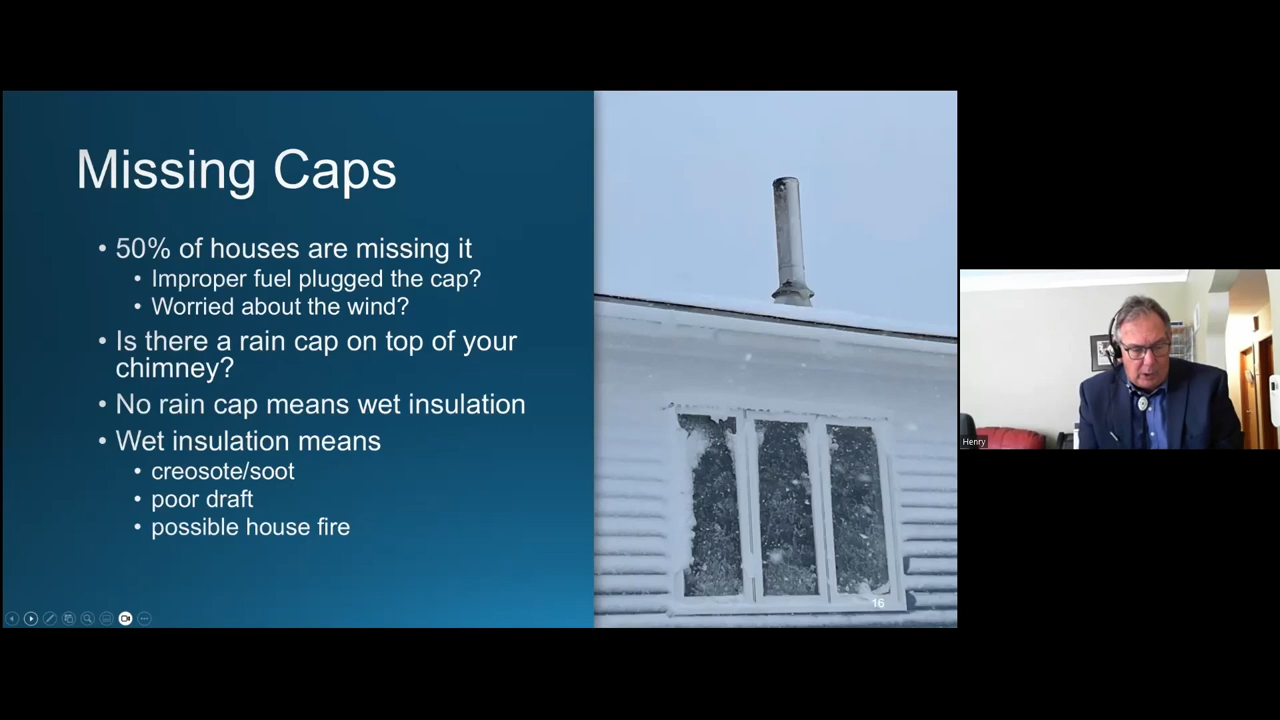 Missing Caps
• 50% of houses are missing it
• Improper fuel plugged the cap?
• Worried about the wind?
• Is there a rain cap on top of your
chimney?
• No rain cap means wet insulation
• Wet insulation means
• creosote/soot
• poor draft
• possible house fire
16
Henry